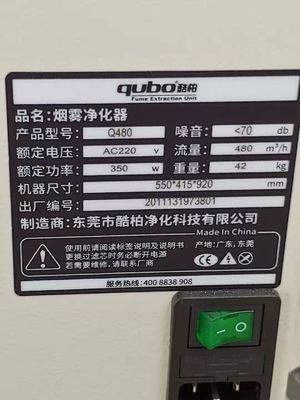 qubo 酷柏
Fume Extraction Unit
品名: 烟雾净化器
产品型号: Q480 噪音: <70 db
额定电压: AC220 v 流量: 480 m³/h
额定功率: 350 w 重量: 42 kg
机器尺寸: 550*415*920 mm
出厂编号: 2011131973801
制造商: 东莞市酷柏净化科技有限公司
使用前请阅读标签说明及说明书
更换过滤芯时务必断开电源
若需要维修,请联系厂商
产地: 广东, 东莞
Made in China
服务热线: 400 8838 908